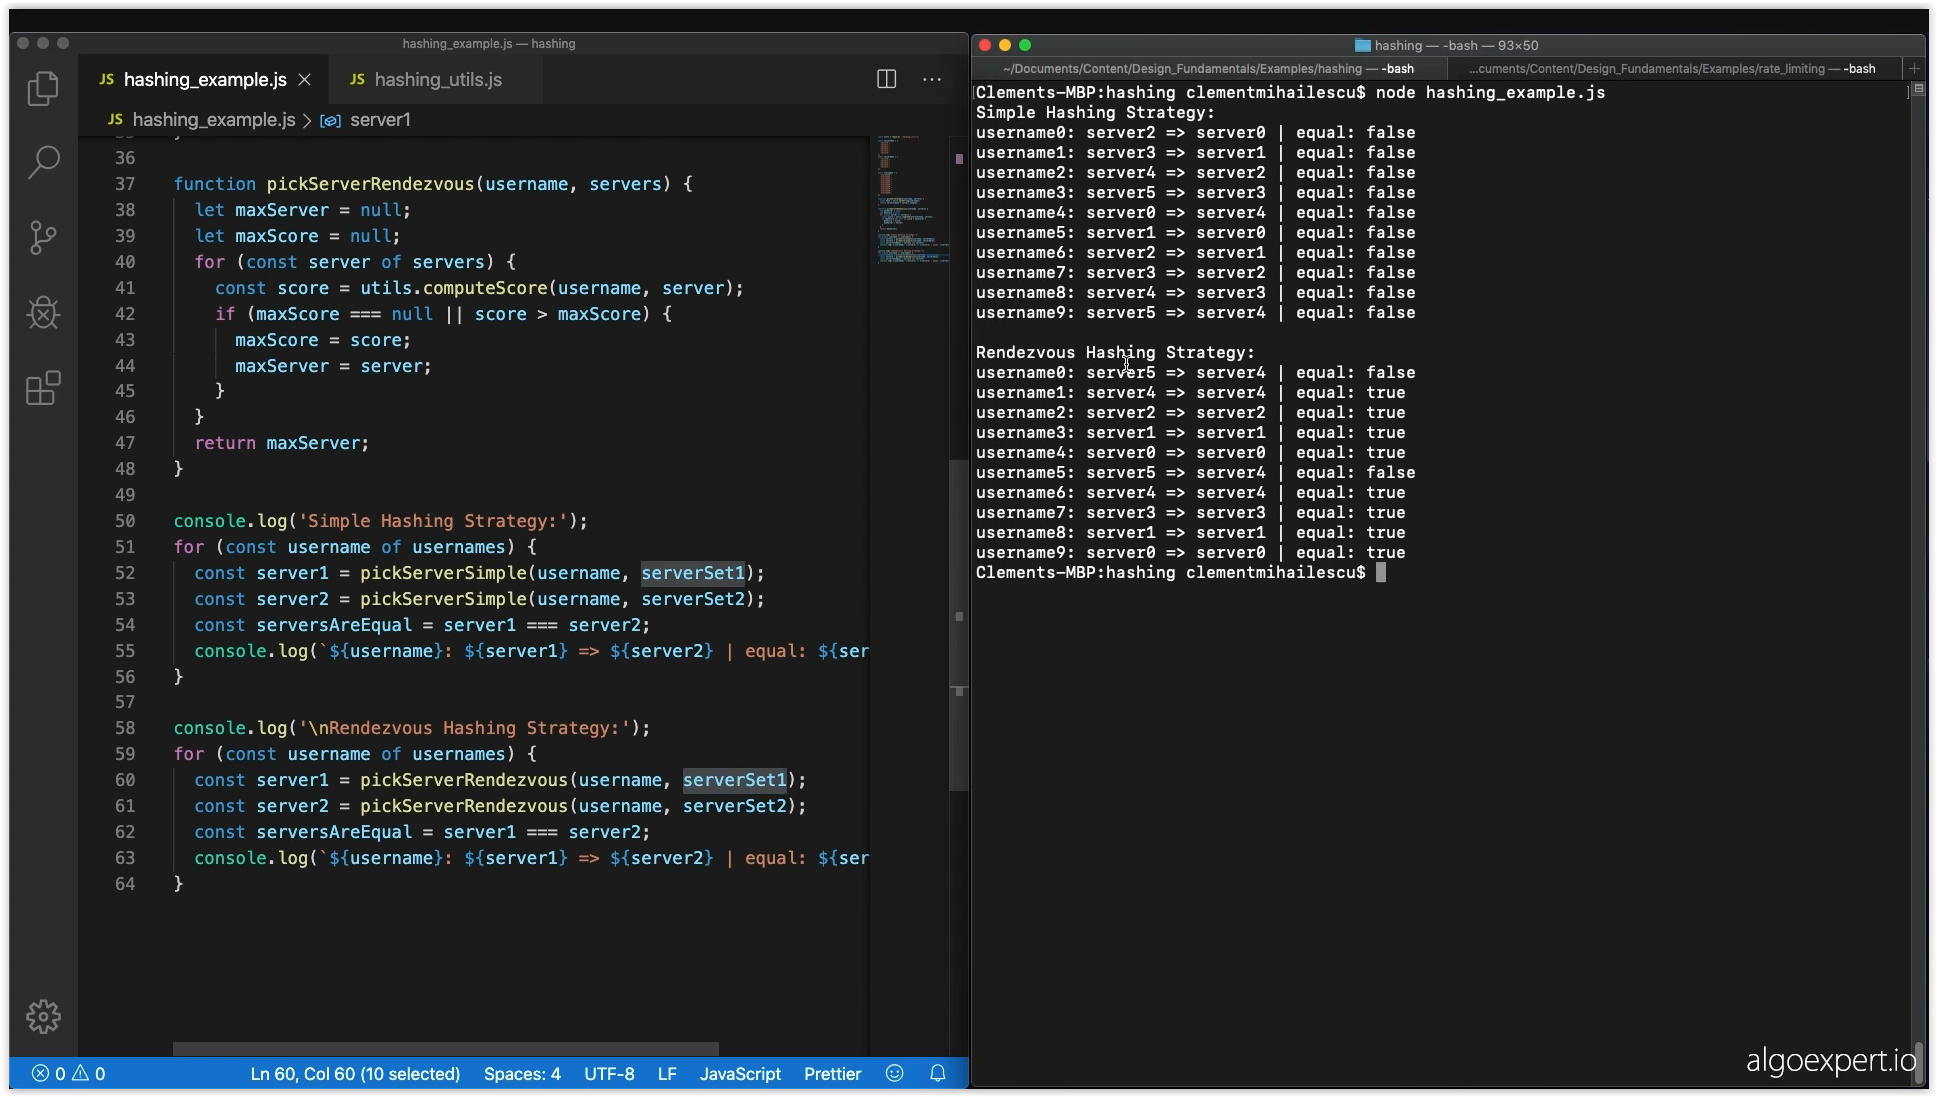 hashing_example.js — hashing
JS hashing_example.js
JS hashing_utils.js
JS hashing_example.js > server1
36
37 function pickServerRendezvous(username, servers) {
38 let maxServer = null;
39 let maxScore = null;
40 for (const server of servers) {
41 const score = utils.computeScore(username, server);
42 if (maxScore === null || score > maxScore) {
43 maxScore = score;
44 maxServer = server;
45 }
46 }
47 return maxServer;
48 }
49
50 console.log('Simple Hashing Strategy:');
51 for (const username of usernames) {
52 const server1 = pickServerSimple(username, serverSet1);
53 const server2 = pickServerSimple(username, serverSet2);
54 const serversAreEqual = server1 === server2;
55 console.log(`${username}: ${server1} => ${server2} | equal: ${ser
56 }
57
58 console.log('\nRendezvous Hashing Strategy:');
59 for (const username of usernames) {
60 const server1 = pickServerRendezvous(username, serverSet1);
61 const server2 = pickServerRendezvous(username, serverSet2);
62 const serversAreEqual = server1 === server2;
63 console.log(`${username}: ${server1} => ${server2} | equal: ${ser
64 }
0 0 Ln 60, Col 60 (10 selected) Spaces: 4 UTF-8 LF JavaScript Prettier
hashing — -bash — 93×50
~/Documents/Content/Design_Fundamentals/Examples/hashing — -bash
...cuments/Content/Design_Fundamentals/Examples/rate_limiting — -bash
[Clements-MBP:hashing clementmihailescu$ node hashing_example.js ]
Simple Hashing Strategy:
username0: server2 => server0 | equal: false
username1: server3 => server1 | equal: false
username2: server4 => server2 | equal: false
username3: server5 => server3 | equal: false
username4: server0 => server4 | equal: false
username5: server1 => server0 | equal: false
username6: server2 => server1 | equal: false
username7: server3 => server2 | equal: false
username8: server4 => server3 | equal: false
username9: server5 => server4 | equal: false
Rendezvous Hashing Strategy:
username0: server5 => server4 | equal: false
username1: server4 => server4 | equal: true
username2: server2 => server2 | equal: true
username3: server1 => server1 | equal: true
username4: server0 => server0 | equal: true
username5: server5 => server4 | equal: false
username6: server4 => server4 | equal: true
username7: server3 => server3 | equal: true
username8: server1 => server1 | equal: true
username9: server0 => server0 | equal: true
Clements-MBP:hashing clementmihailescu$
algoexpert.io